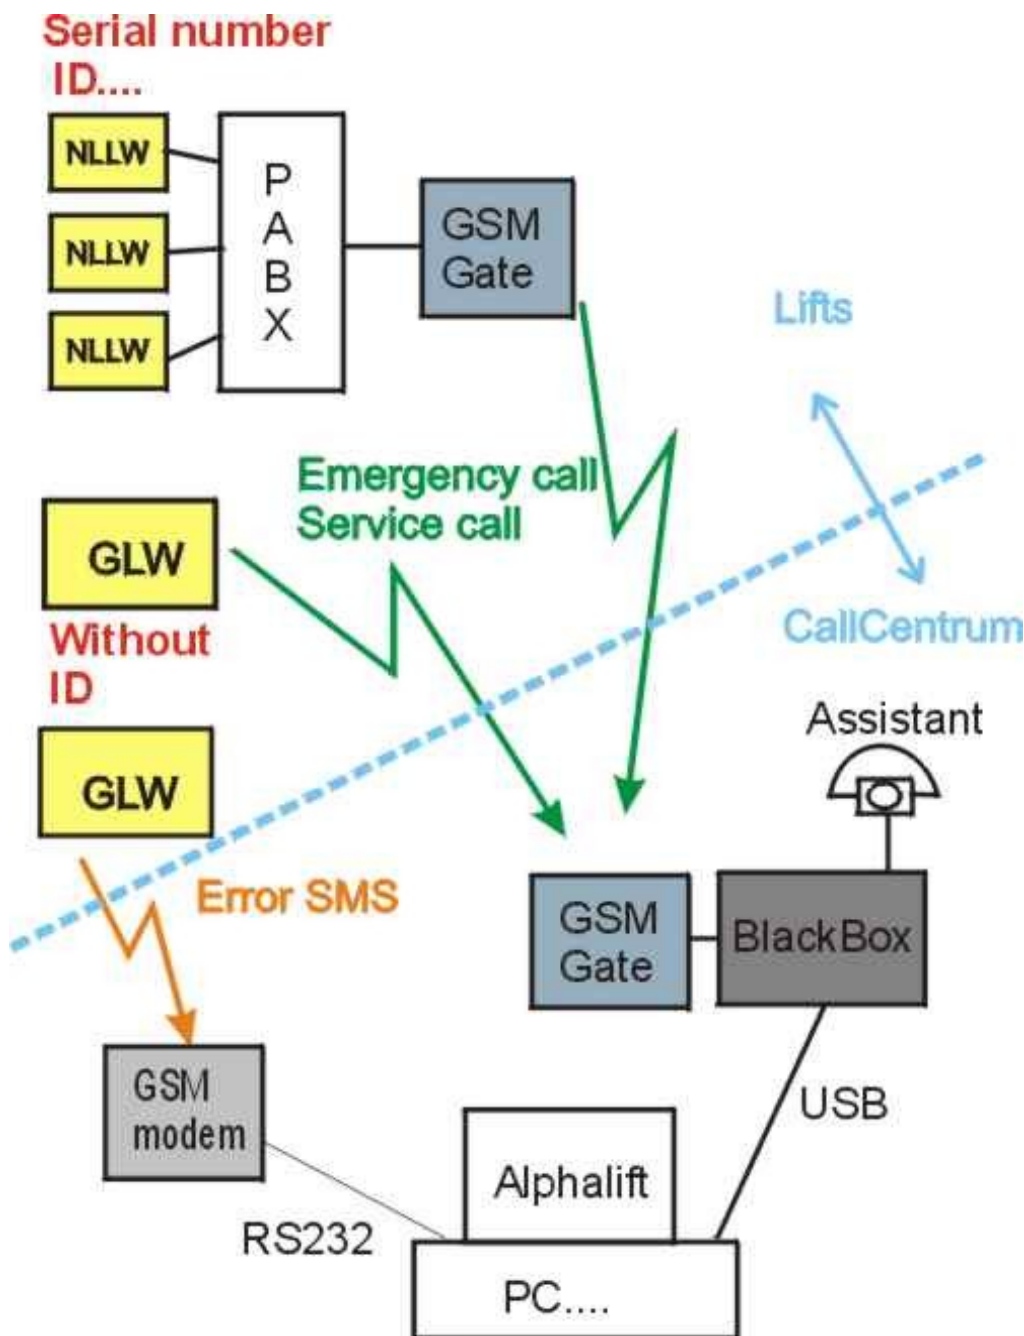 Serial number
ID....
NLLW
NLLW
NLLW
P
A
B
X
GSM
Gate
Lifts
Emergency call
Service call
GLW
Without
ID
GLW
CallCentrum
Assistant
Error SMS
GSM
Gate
BlackBox
GSM
modem
USB
Alphalift
RS232
PC....